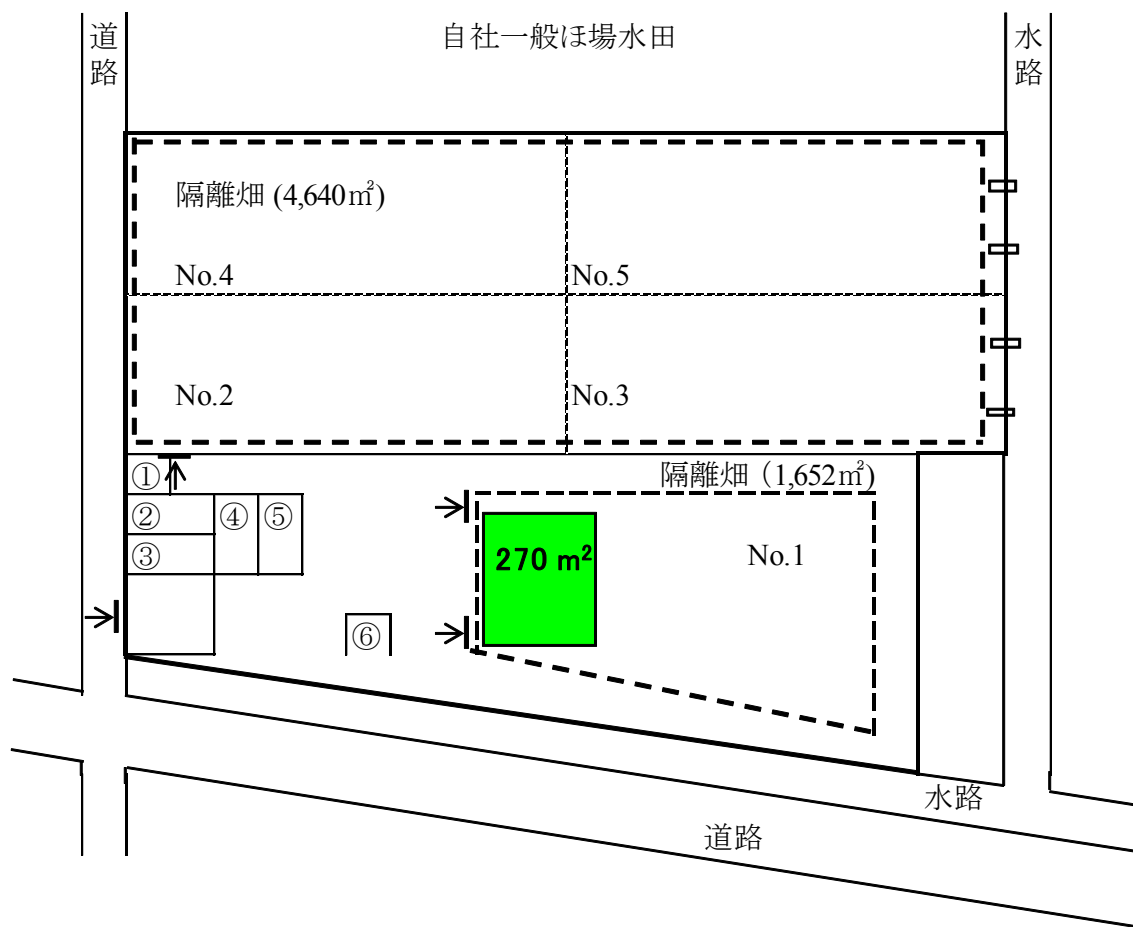 道路
自社一般ほ場水田
水路
隔離畑 (4,640㎡)
No.4
No.5
No.2
No.3
①
隔離畑（1,652㎡）
②
④
⑤
③
270 m²
No.1
⑥
水路
道路